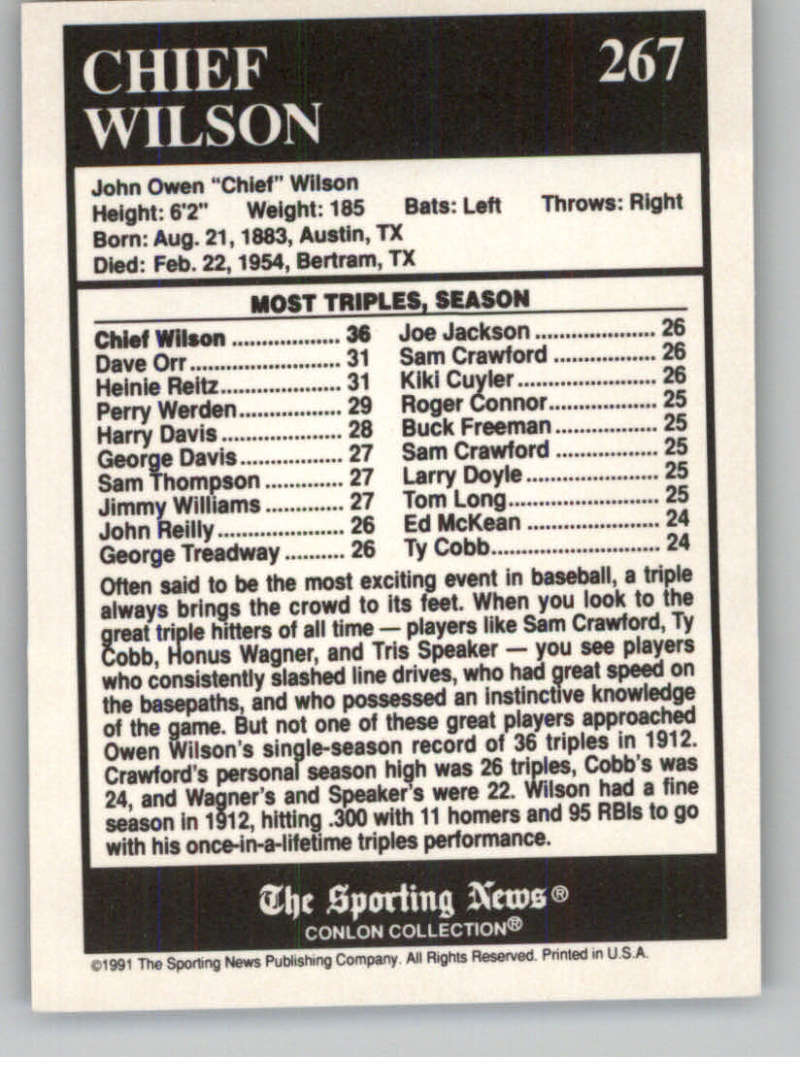 CHIEF
WILSON
267
John Owen "Chief" Wilson
Height: 6'2" Weight: 185 Bats: Left Throws: Right
Born: Aug. 21, 1883, Austin, TX
Died: Feb. 22, 1954, Bertram, TX
MOST TRIPLES, SEASON
Chief Wilson .................. 36
Dave Orr......................... 31
Heinie Reitz.................... 31
Perry Werden................. 29
Harry Davis .................... 28
George Davis................. 27
Sam Thompson ............. 27
Jimmy Williams ............. 27
John Reilly..................... 26
George Treadway .......... 26
Joe Jackson .................... 26
Sam Crawford ................. 26
Kiki Cuyler....................... 26
Roger Connor.................. 25
Buck Freeman................. 25
Sam Crawford ................. 25
Larry Doyle...................... 25
Tom Long......................... 25
Ed McKean ...................... 24
Ty Cobb............................ 24
Often said to be the most exciting event in baseball, a triple
always brings the crowd to its feet. When you look to the
great triple hitters of all time — players like Sam Crawford, Ty
Cobb, Honus Wagner, and Tris Speaker — you see players
who consistently slashed line drives, who had great speed on
the basepaths, and who possessed an instinctive knowledge
of the game. But not one of these great players approached
Owen Wilson's single-season record of 36 triples in 1912.
Crawford's personal season high was 26 triples, Cobb's was
24, and Wagner's and Speaker's were 22. Wilson had a fine
season in 1912, hitting .300 with 11 homers and 95 RBIs to go
with his once-in-a-lifetime triples performance.
The Sporting News®
CONLON COLLECTION®
©1991 The Sporting News Publishing Company. All Rights Reserved. Printed in U.S.A.